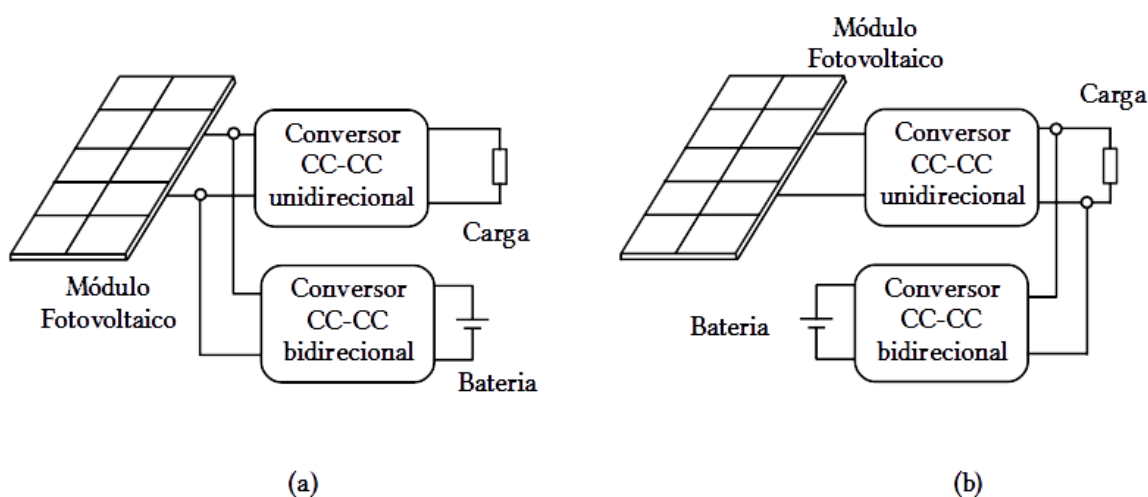 Conversor
CC-CC
unidirecional
Carga
Módulo
Fotovoltaico
Conversor
CC-CC
bidirecional
Bateria
(a)
Módulo
Fotovoltaico
Carga
Conversor
CC-CC
unidirecional
Bateria
Conversor
CC-CC
bidirecional
(b)